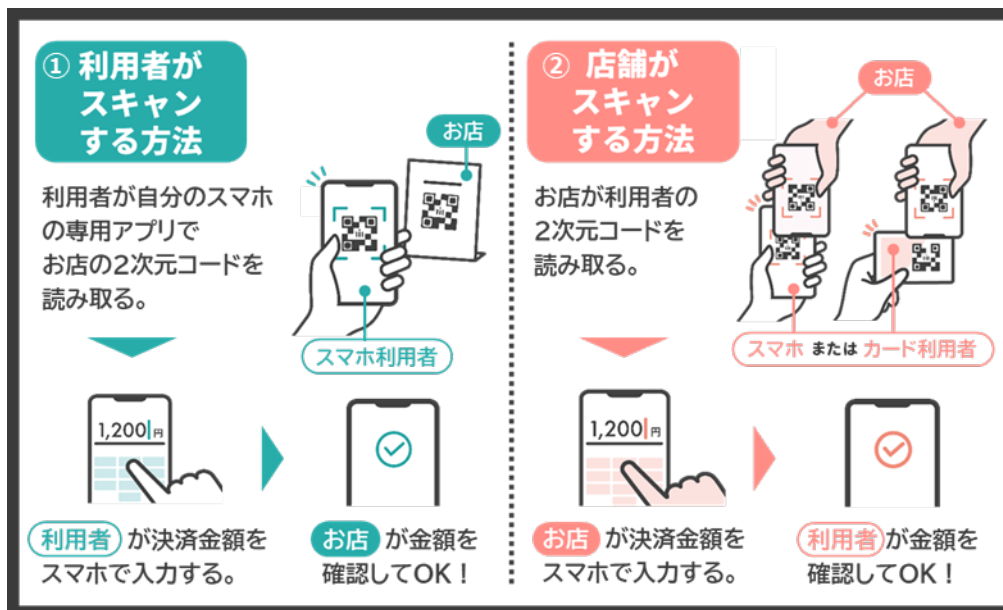 ① 利用者が
スキャン
する方法
お店
利用者が自分のスマホ
の専用アプリで
お店の2次元コードを
読み取る。
スマホ利用者
1,200円
利用者 が決済金額を
スマホで入力する。
お店 が金額を
確認してOK！
② 店舗が
スキャン
する方法
お店
お店が利用者の
2次元コードを
読み取る。
スマホ または カード利用者
1,200円
お店 が決済金額を
スマホで入力する。
利用者 が金額を
確認してOK！